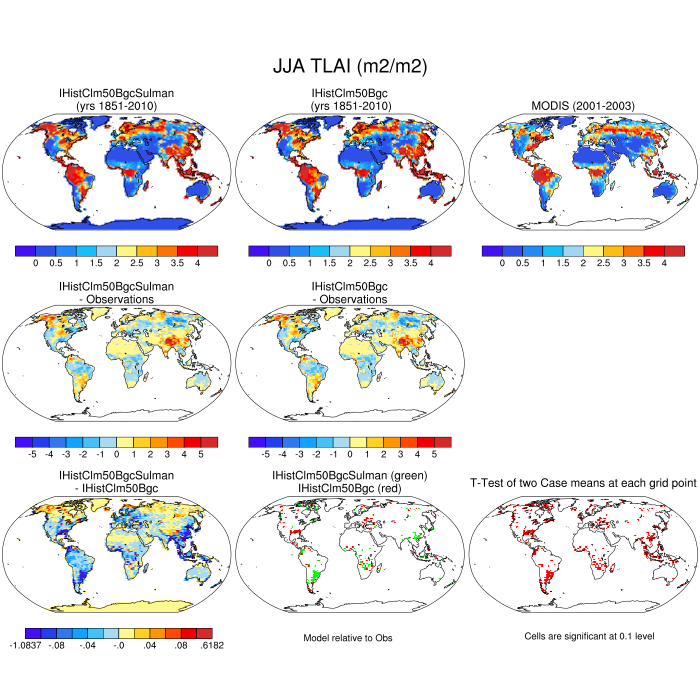 JJA TLAI (m2/m2)
IHistClm50BgcSulman
(yrs 1851-2010)
IHistClm50Bgc
(yrs 1851-2010)
MODIS (2001-2003)
0 0.5 1 1.5 2 2.5 3 3.5 4
0 0.5 1 1.5 2 2.5 3 3.5 4
0 0.5 1 1.5 2 2.5 3 3.5 4
IHistClm50BgcSulman
- Observations
IHistClm50Bgc
- Observations
-5 -4 -3 -2 -1 0 1 2 3 4 5
-5 -4 -3 -2 -1 0 1 2 3 4 5
IHistClm50BgcSulman
- IHistClm50Bgc
IHistClm50BgcSulman (green)
IHistClm50Bgc (red)
T-Test of two Case means at each grid point
-1.0837 -.08 -.04 -.0 .04 .08 .6182
Model relative to Obs
Cells are significant at 0.1 level